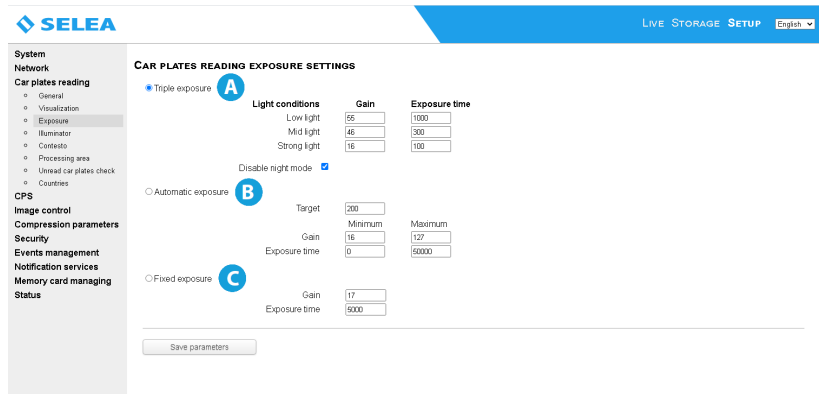 SELEA
LIVE STORAGE SETUP English
System
Network
Car plates reading
General
Visualization
Exposure
Illuminator
Contesto
Processing area
Unread car plates check
Countries
CPS
Image control
Compression parameters
Security
Events management
Notification services
Memory card managing
Status
CAR PLATES READING EXPOSURE SETTINGS
Triple exposure A
Light conditions Gain Exposure time
Low light 55 1000
Mid light 46 300
Strong light 16 100
Disable night mode
Automatic exposure B
Target 200
Minimum Maximum
Gain 16 127
Exposure time 0 50000
Fixed exposure C
Gain 17
Exposure time 5000
Save parameters